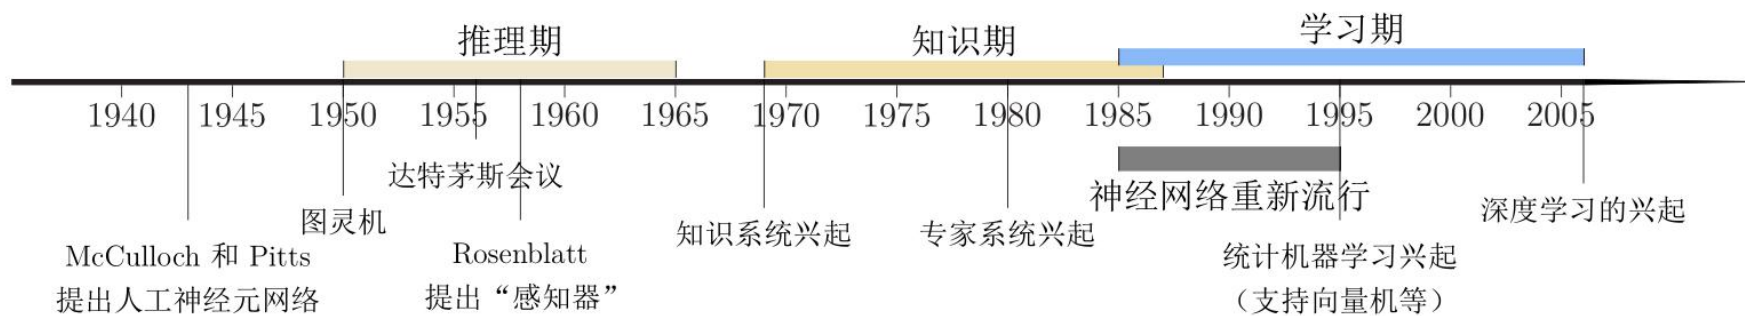 推理期
知识期
学习期
1940
1945
1950
1955
1960
1965
1970
1975
1980
1985
1990
1995
2000
2005
达特茅斯会议
神经网络重新流行
图灵机
知识系统兴起
专家系统兴起
深度学习的兴起
McCulloch 和 Pitts
提出人工神经元网络
Rosenblatt
提出“感知器”
统计机器学习兴起
（支持向量机等）